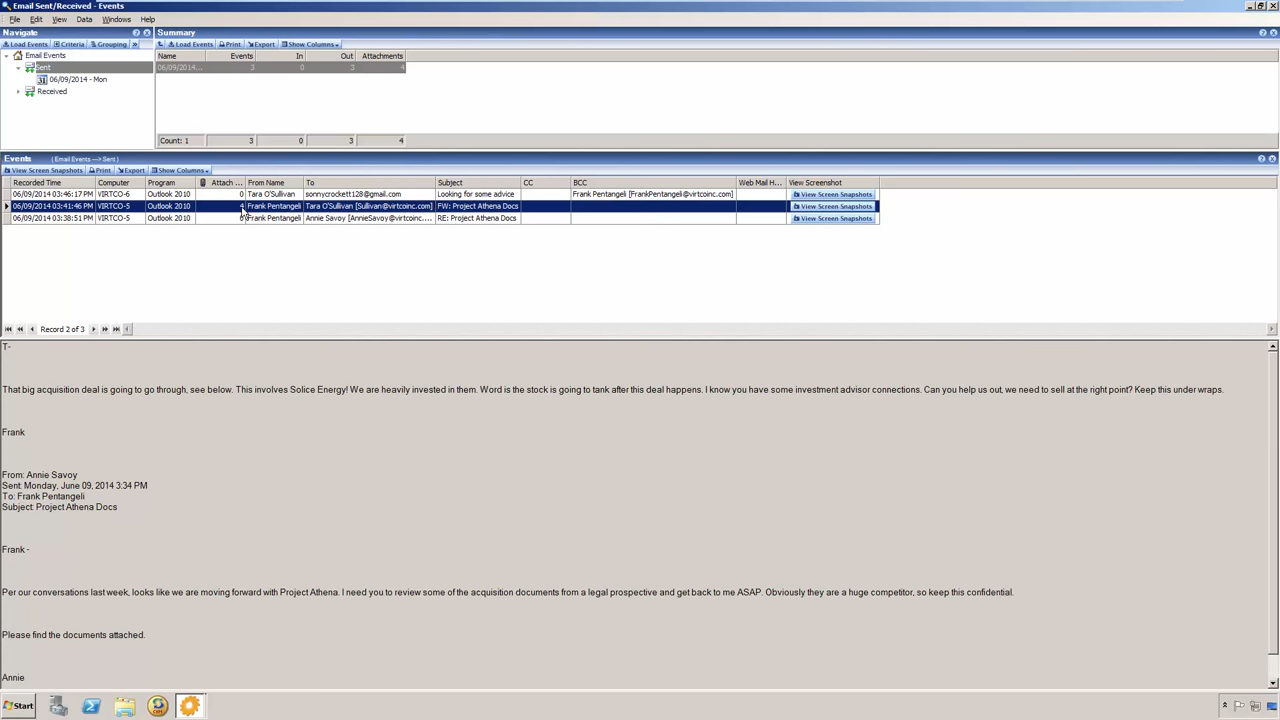 Email Sent/Received - Events
File Edit View Data Windows Help
Navigate
Load Events Criteria Grouping »
Email Events
Sent
06/09/2014 - Mon
Received
Summary
Load Events Print Export Show Columns
Name Events In Out Attachments
06/09/2014... 3 0 3 4
Count: 1 3 0 3 4
Events ( Email Events ---> Sent )
View Screen Snapshots Print Export Show Columns
Recorded Time Computer Program Attach ... From Name To Subject CC BCC Web Mail H... View Screenshot
06/09/2014 03:46:17 PM VIRTCO-6 Outlook 2010 0 Tara O'Sullivan sonnycrockett128@gmail.com Looking for some advice Frank Pentangeli [FrankPentangeli@virtcoinc.com] View Screen Snapshots
06/09/2014 03:41:46 PM VIRTCO-5 Outlook 2010 4 Frank Pentangeli Tara O'Sullivan [Sullivan@virtcoinc.com] FW: Project Athena Docs View Screen Snapshots
06/09/2014 03:38:51 PM VIRTCO-5 Outlook 2010 0 Frank Pentangeli Annie Savoy [AnnieSavoy@virtcoinc.... RE: Project Athena Docs View Screen Snapshots
Record 2 of 3
T-
That big acquisition deal is going to go through, see below. This involves Solice Energy! We are heavily invested in them. Word is the stock is going to tank after this deal happens. I know you have some investment advisor connections. Can you help us out, we need to sell at the right point? Keep this under wraps.
Frank
From: Annie Savoy
Sent: Monday, June 09, 2014 3:34 PM
To: Frank Pentangeli
Subject: Project Athena Docs
Frank -
Per our conversations last week, looks like we are moving forward with Project Athena. I need you to review some of the acquisition documents from a legal prospective and get back to me ASAP. Obviously they are a huge competitor, so keep this confidential.
Please find the documents attached.
Annie
Start